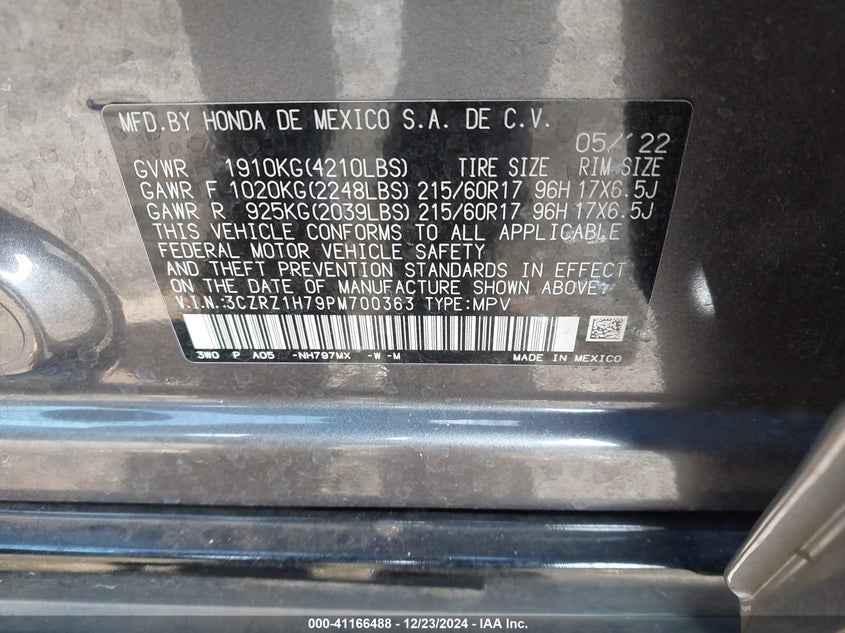 MFD.BY HONDA DE MEXICO S.A. DE C.V.
05/'22
GVWR 1910KG(4210LBS) TIRE SIZE RIM SIZE
GAWR F 1020KG(2248LBS) 215/60R17 96H 17X6.5J
GAWR R 925KG(2039LBS) 215/60R17 96H 17X6.5J
THIS VEHICLE CONFORMS TO ALL APPLICABLE
FEDERAL MOTOR VEHICLE SAFETY
AND THEFT PREVENTION STANDARDS IN EFFECT
ON THE DATE OF MANUFACTURE SHOWN ABOVE.
V.I.N.:3CZRZ1H79PM700363 TYPE:MPV
3W0 P A05 -NH797MX -W -M MADE IN MEXICO
000-41166488 - 12/23/2024 - IAA Inc.